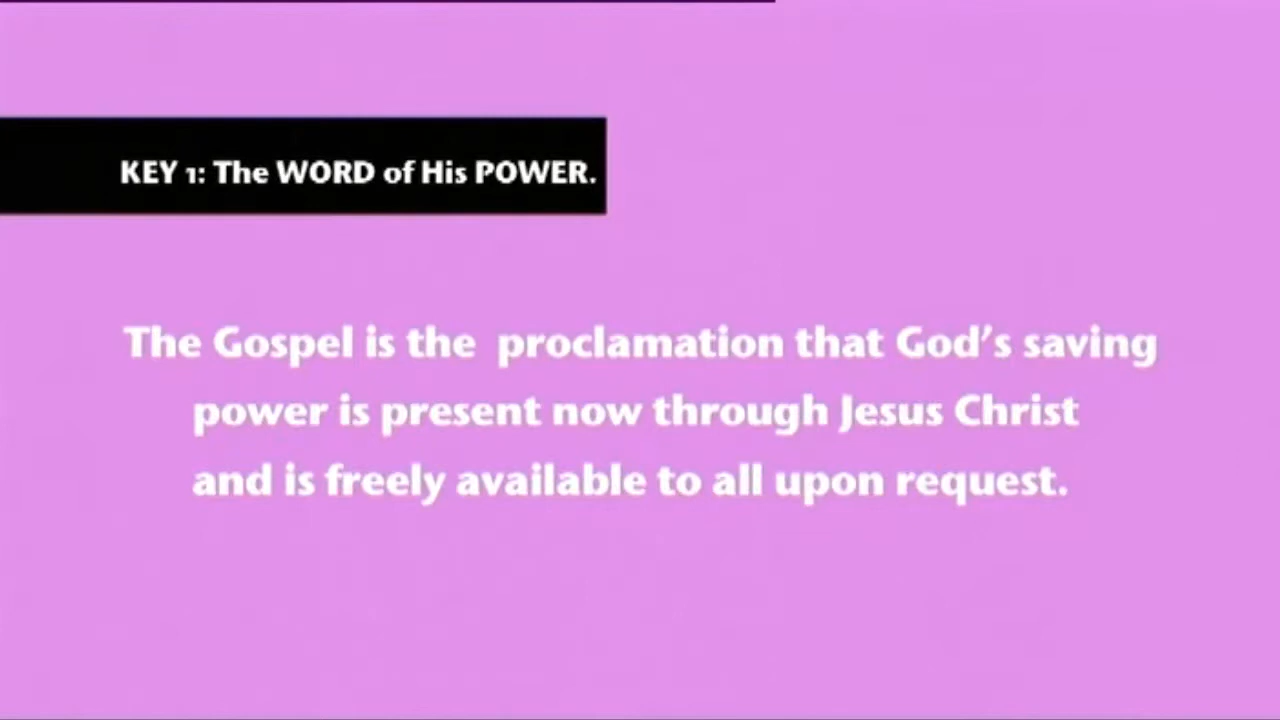 KEY 1: The WORD of His POWER.
The Gospel is the  proclamation that God’s saving
power is present now through Jesus Christ
and is freely available to all upon request.